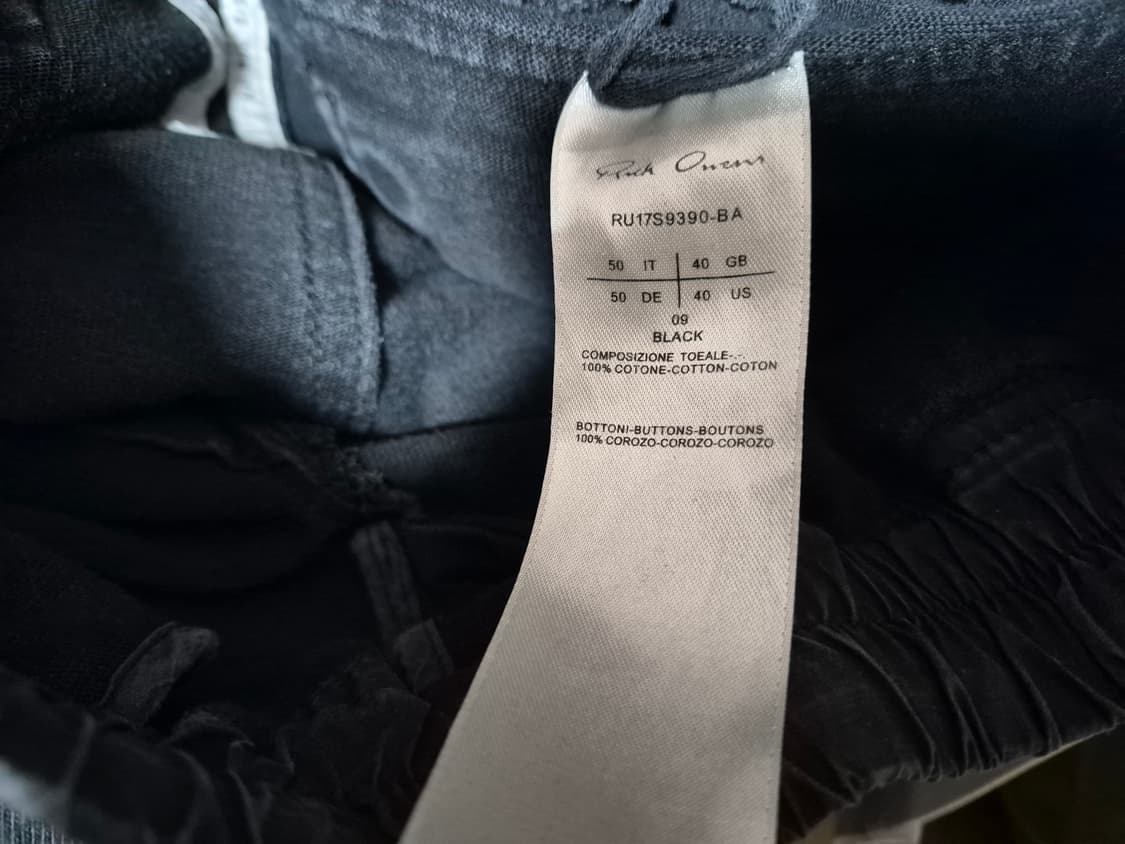 Rick Owens
RU17S9390-BA
50 IT 40 GB
50 DE 40 US
09
BLACK
COMPOSIZIONE TOEALE-.-
100% COTONE-COTTON-COTON
BOTTONI-BUTTONS-BOUTONS
100% COROZO-COROZO-COROZO